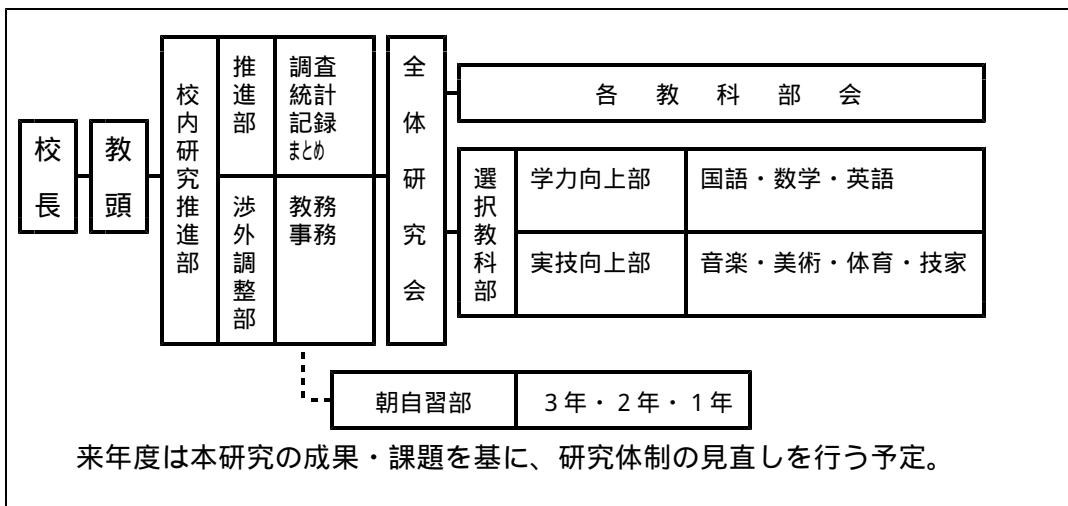 校長
教頭
校内研究推進部
推進部
調査
統計
記録
まとめ
渉外調整部
教務
事務
全体研究会
各教科部会
選択教科部
学力向上部
国語・数学・英語
実技向上部
音楽・美術・体育・技家
朝自習部
3年・2年・1年
来年度は本研究の成果・課題を基に、研究体制の見直しを行う予定。